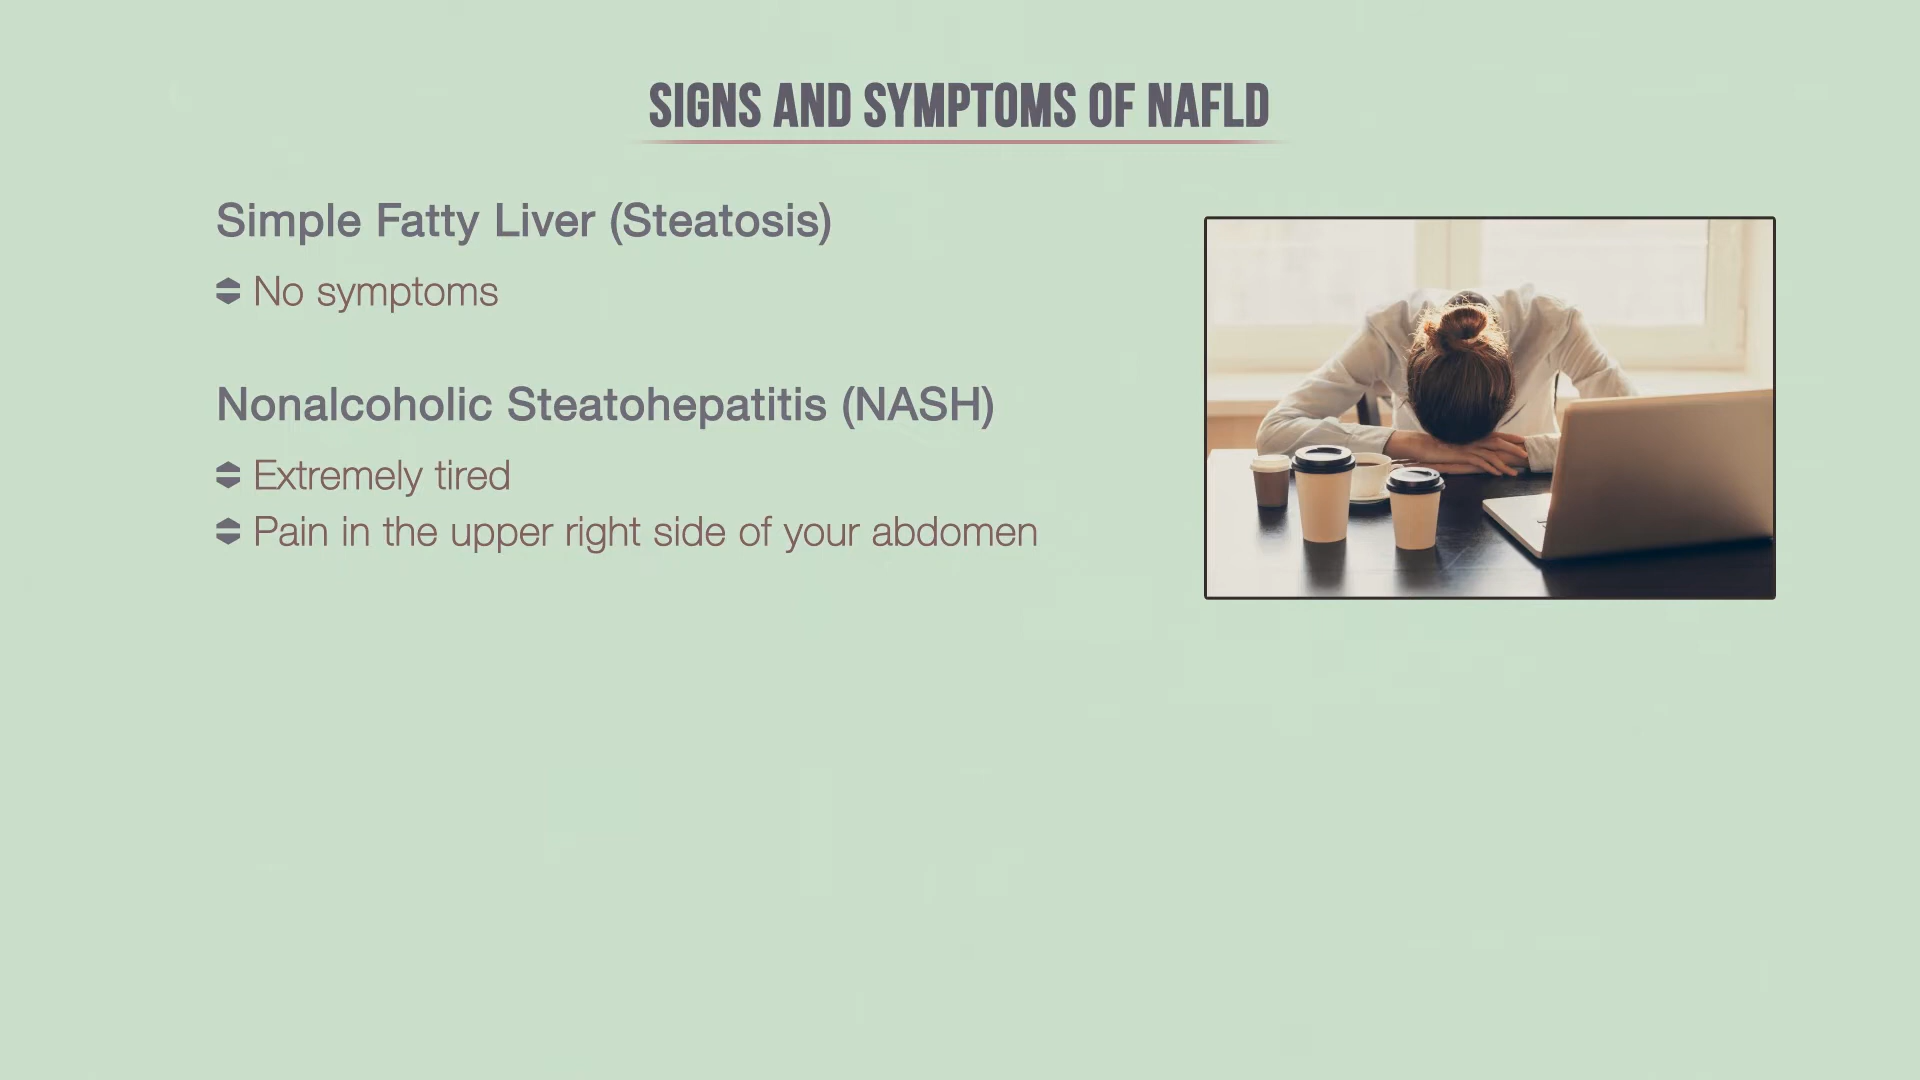 SIGNS AND SYMPTOMS OF NAFLD
Simple Fatty Liver (Steatosis)
No symptoms
Nonalcoholic Steatohepatitis (NASH)
Extremely tired
Pain in the upper right side of your abdomen